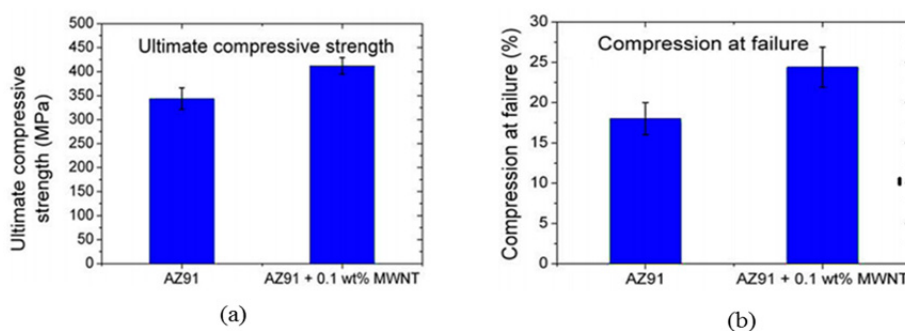 Ultimate compressive
strength (MPa)
500
450
400
350
300
250
200
150
100
50
0
Ultimate compressive strength
AZ91
AZ91 + 0.1 wt% MWNT
(a)
Compression at failure (%)
30
25
20
15
10
5
0
Compression at failure
AZ91
AZ91 + 0.1 wt% MWNT
(b)